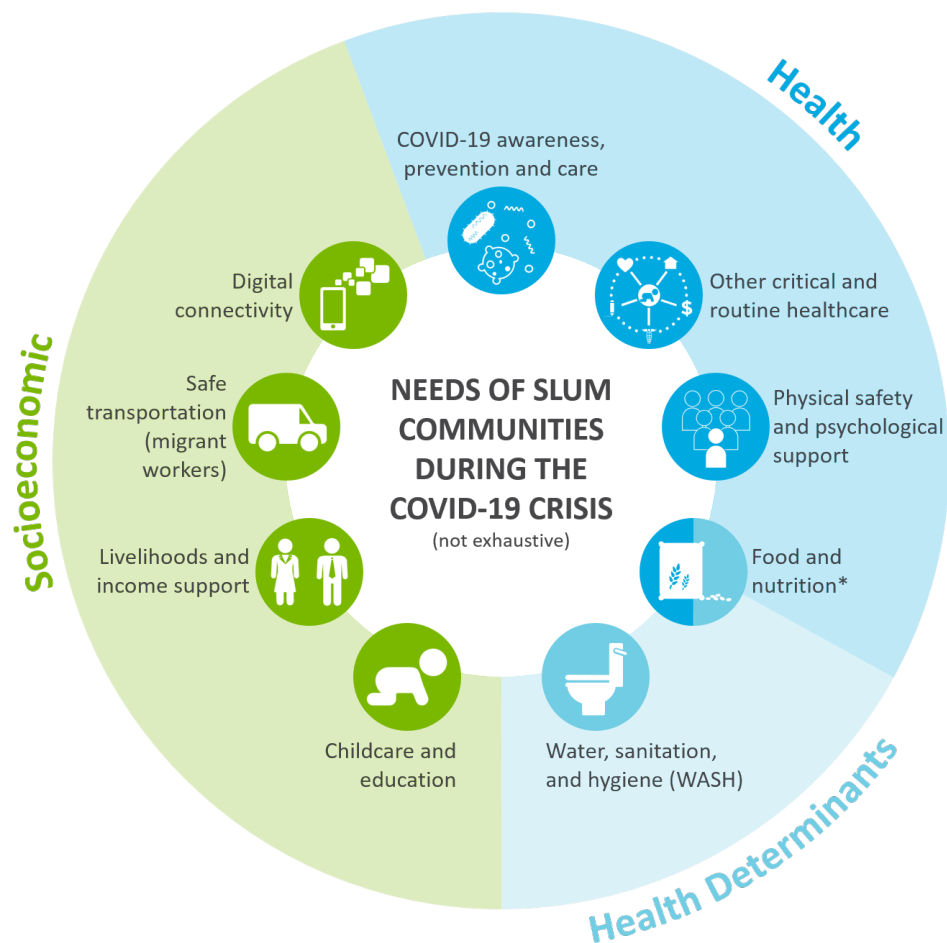 Health
COVID-19 awareness,
prevention and care
Digital
connectivity
Other critical and
routine healthcare
Socioeconomic
Safe
transportation
(migrant
workers)
NEEDS OF SLUM
COMMUNITIES
DURING THE
COVID-19 CRISIS
(not exhaustive)
Physical safety
and psychological
support
Livelihoods and
income support
Food and
nutrition*
Childcare and
education
Water, sanitation,
and hygiene (WASH)
Health Determinants
$